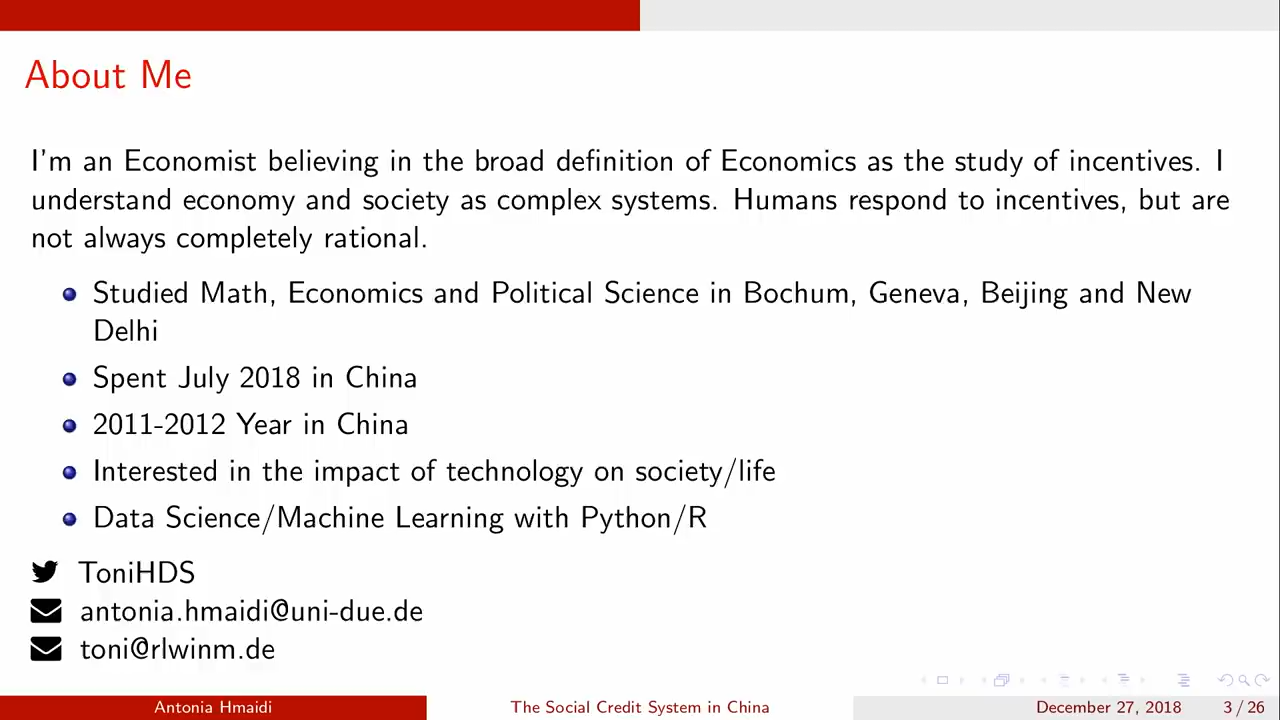 About Me
I'm an Economist believing in the broad definition of Economics as the study of incentives. I
understand economy and society as complex systems. Humans respond to incentives, but are
not always completely rational.
Studied Math, Economics and Political Science in Bochum, Geneva, Beijing and New
Delhi
Spent July 2018 in China
2011-2012 Year in China
Interested in the impact of technology on society/life
Data Science/Machine Learning with Python/R
ToniHDS
antonia.hmaidi@uni-due.de
toni@rlwinm.de
Antonia Hmaidi The Social Credit System in China December 27, 2018 3 / 26